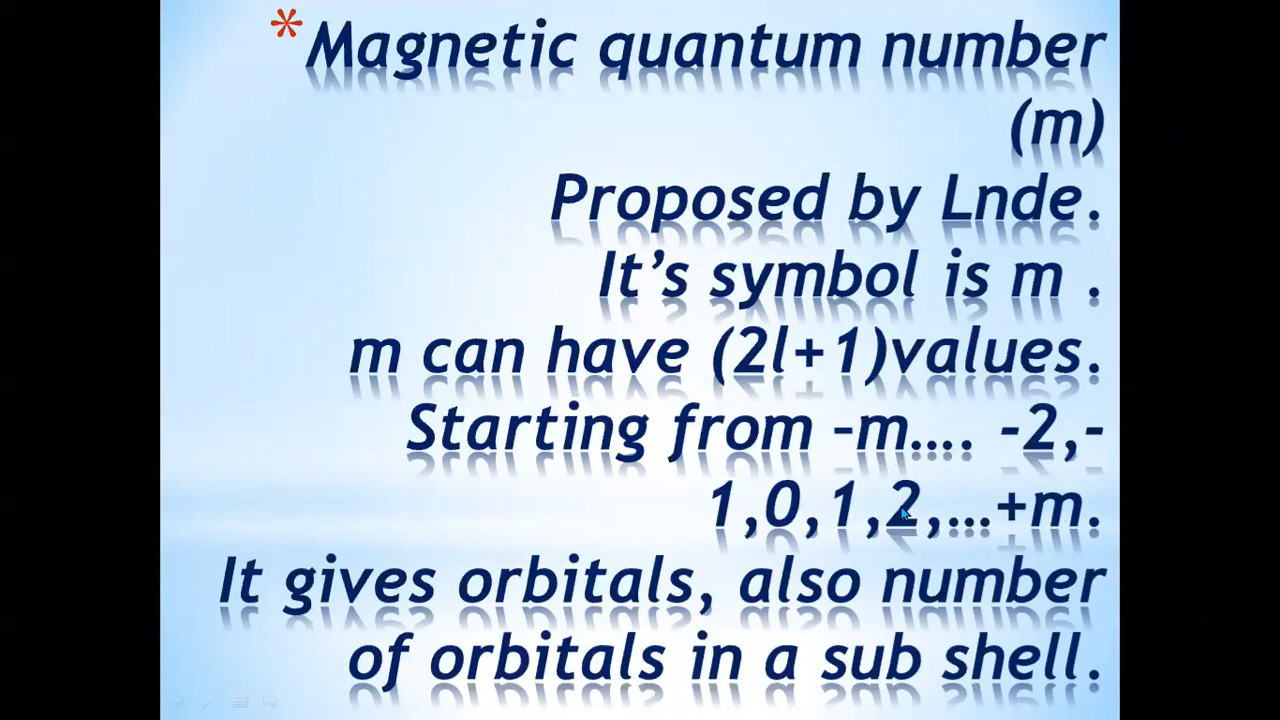 *Magnetic quantum number
(m)
Proposed by Lnde.
It’s symbol is m .
m can have (2l+1)values.
Starting from –m…. -2,-
1,0,1,2,…+m.
It gives orbitals, also number
of orbitals in a sub shell.